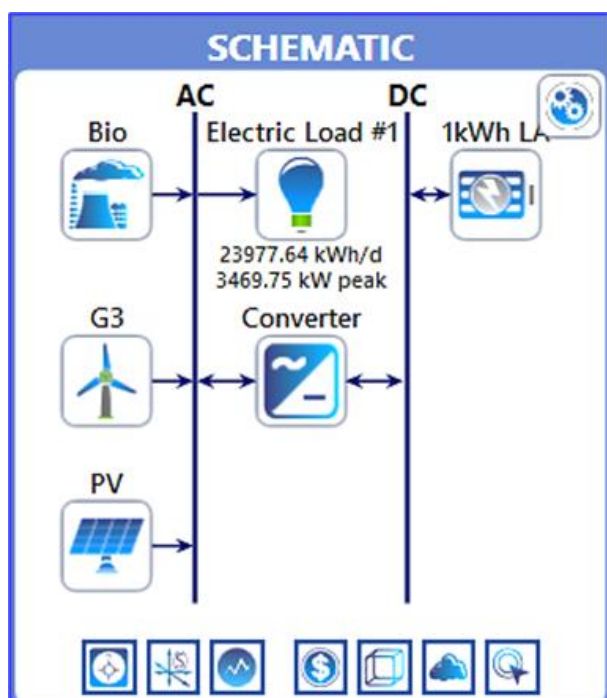 SCHEMATIC
AC DC
Bio Electric Load #1 1kWh LA
23977.64 kWh/d
3469.75 kW peak
G3 Converter
PV